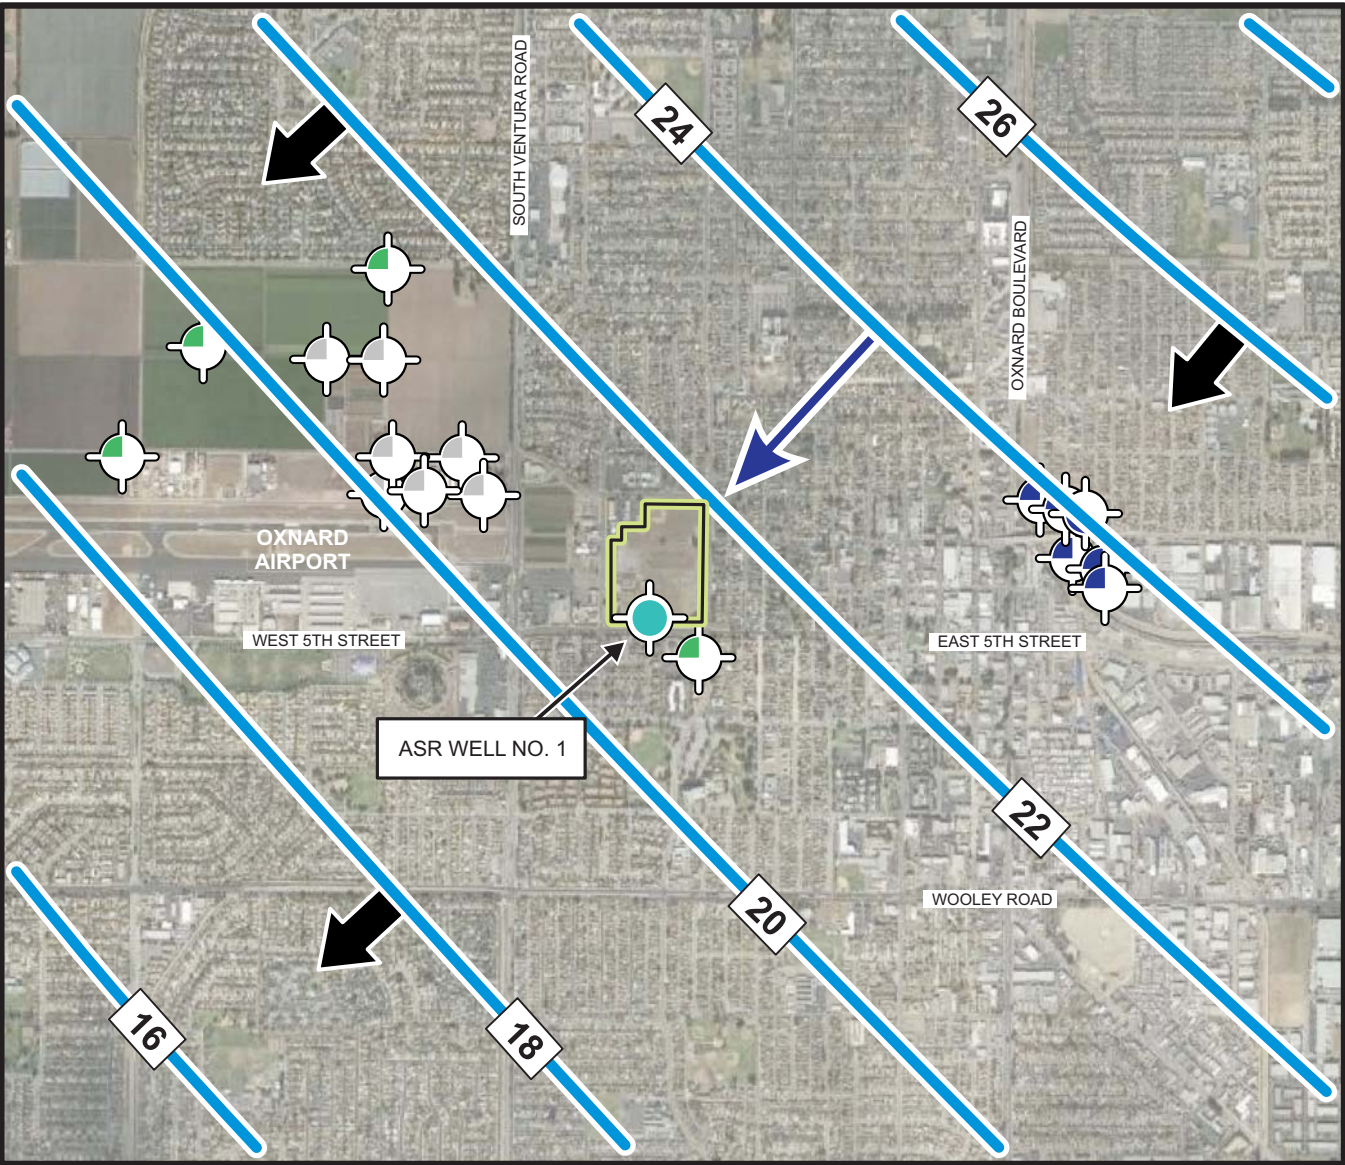 SOUTH VENTURA ROAD
24
26
OXNARD BOULEVARD
OXNARD
AIRPORT
WEST 5TH STREET
EAST 5TH STREET
ASR WELL NO. 1
22
WOOLEY ROAD
20
16
18